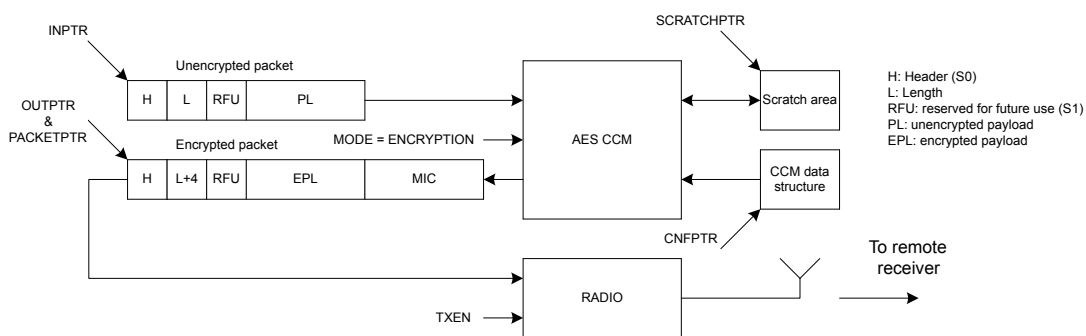 SCRATCHPTR
INPTR
Unencrypted packet
H L RFU PL
OUTPTR
&
PACKETPTR
MODE = ENCRYPTION
Encrypted packet
H L+4 RFU EPL MIC
AES CCM
Scratch area
CCM data
structure
CNFPTR
H: Header (S0)
L: Length
RFU: reserved for future use (S1)
PL: unencrypted payload
EPL: encrypted payload
To remote
receiver
RADIO
TXEN